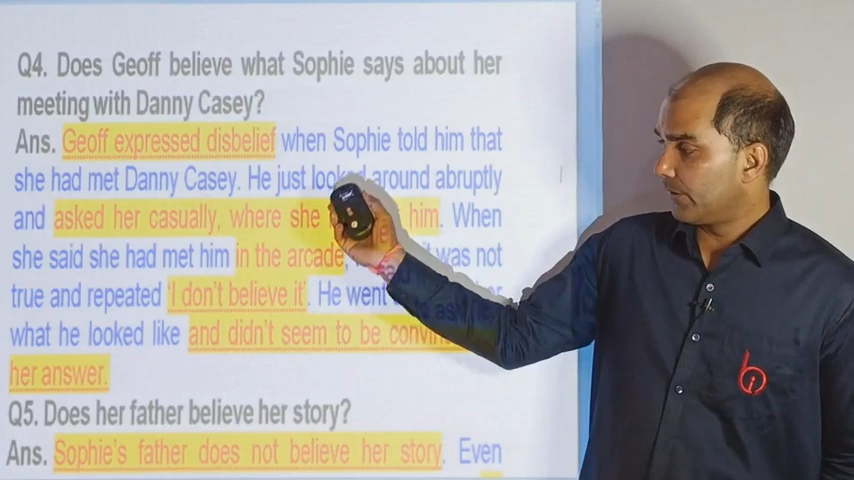 Q4. Does Geoff believe what Sophie says about her
meeting with Danny Casey?
Ans. Geoff expressed disbelief when Sophie told him that
she had met Danny Casey. He just looked around abruptly
and asked her casually, where she him. When
she said she had met him in the arcade, it was not
true and repeated 'I don't believe it'. He went
what he looked like and didn't seem to be
her answer.
Q5. Does her father believe her story?
Ans. Sophie's father does not believe her story. Even